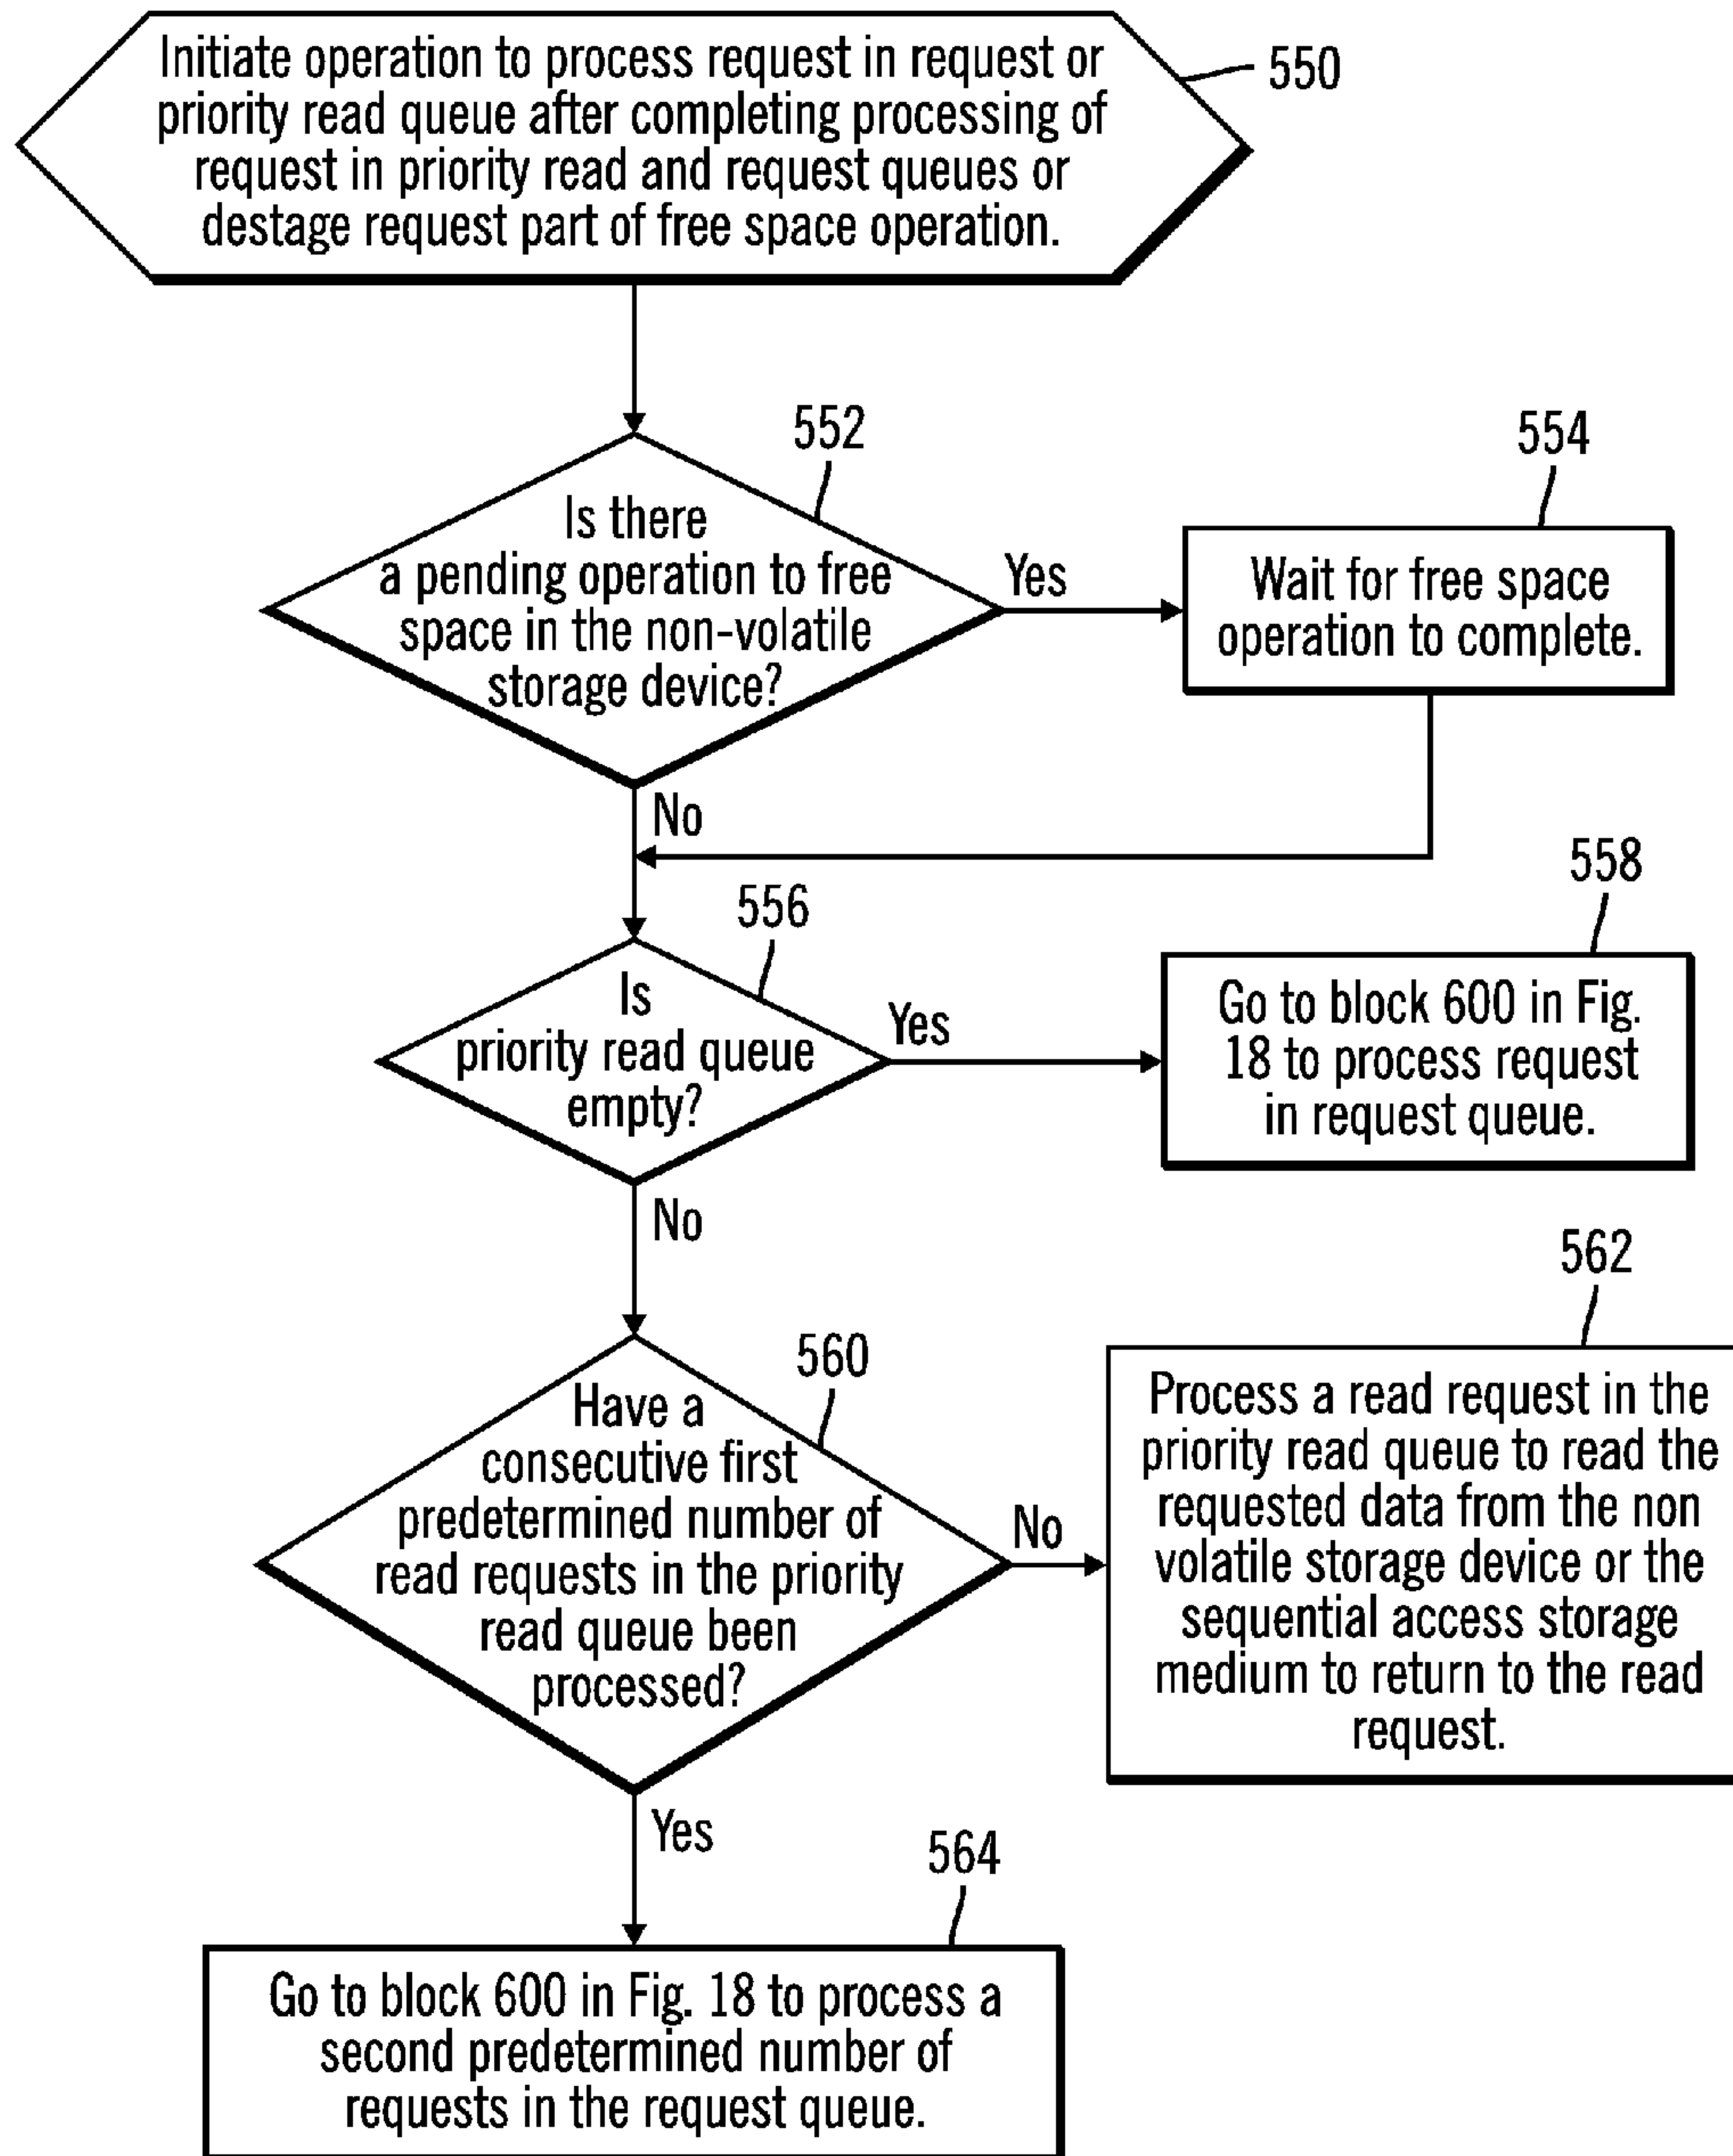 Initiate operation to process request in request or
priority read queue after completing processing of
request in priority read and request queues or
destage request part of free space operation.
550
552
Is there
a pending operation to free
space in the non-volatile
storage device?
Yes
554
Wait for free space
operation to complete.
No
556
Is
priority read queue
empty?
Yes
558
Go to block 600 in Fig.
18 to process request
in request queue.
No
560
Have a
consecutive first
predetermined number of
read requests in the priority
read queue been
processed?
No
562
Process a read request in the
priority read queue to read the
requested data from the non
volatile storage device or the
sequential access storage
medium to return to the read
request.
Yes
564
Go to block 600 in Fig. 18 to process a
second predetermined number of
requests in the request queue.